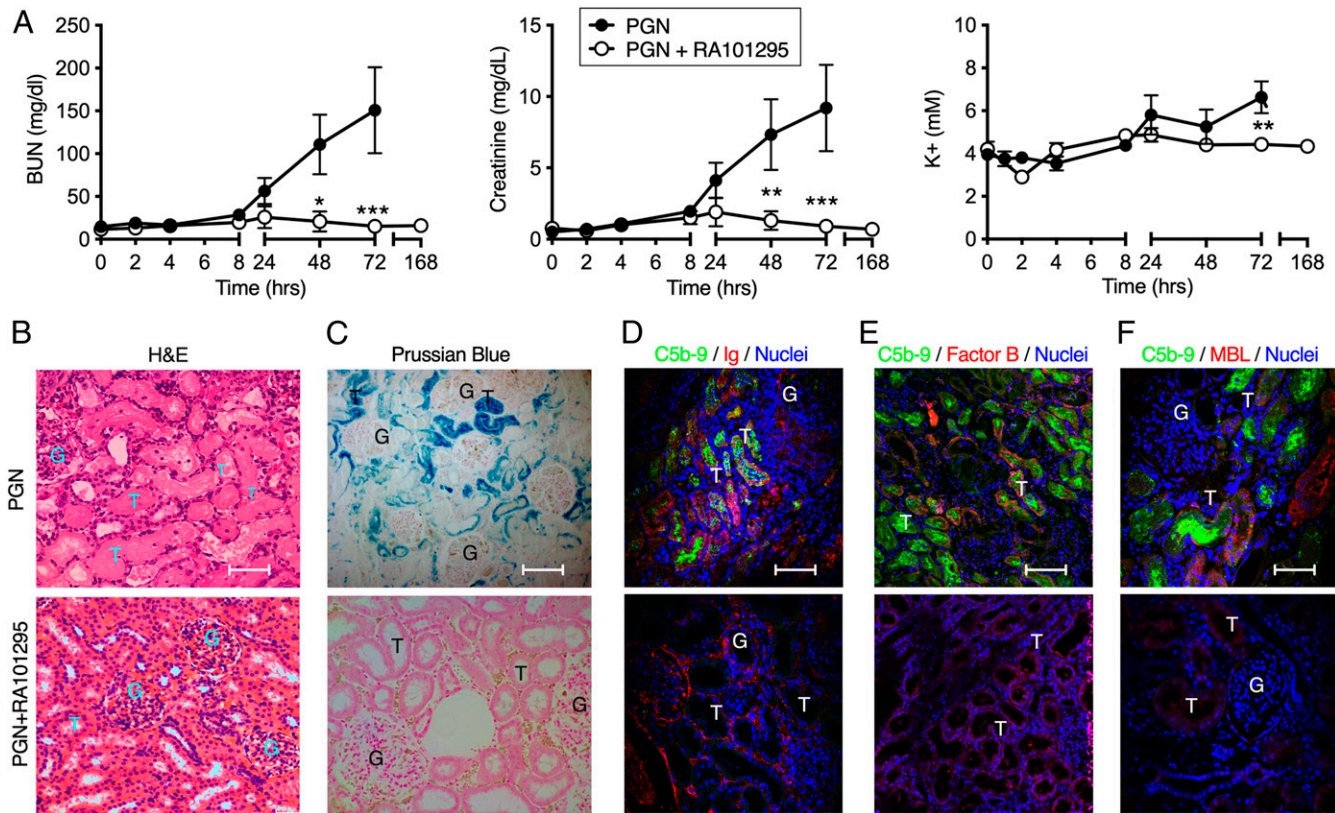 A
BUN (mg/dl)
250
200
150
100
50
0
0 2 4 6 8 24 48 72 168
Time (hrs)
* ***
Creatinine (mg/dL)
15
10
5
0
0 2 4 6 8 24 48 72 168
Time (hrs)
** ***
PGN
PGN + RA101295
K+ (mM)
10
8
6
4
2
0
0 2 4 6 8 24 48 72 168
Time (hrs)
**
B
H&E
C
Prussian Blue
D
C5b-9 / Ig / Nuclei
E
C5b-9 / Factor B / Nuclei
F
C5b-9 / MBL / Nuclei
PGN
G T T T T
T G T G G G
G T T
T T
G T T
PGN+RA101295
G G G T
T T G G
G T T
T T
T T G